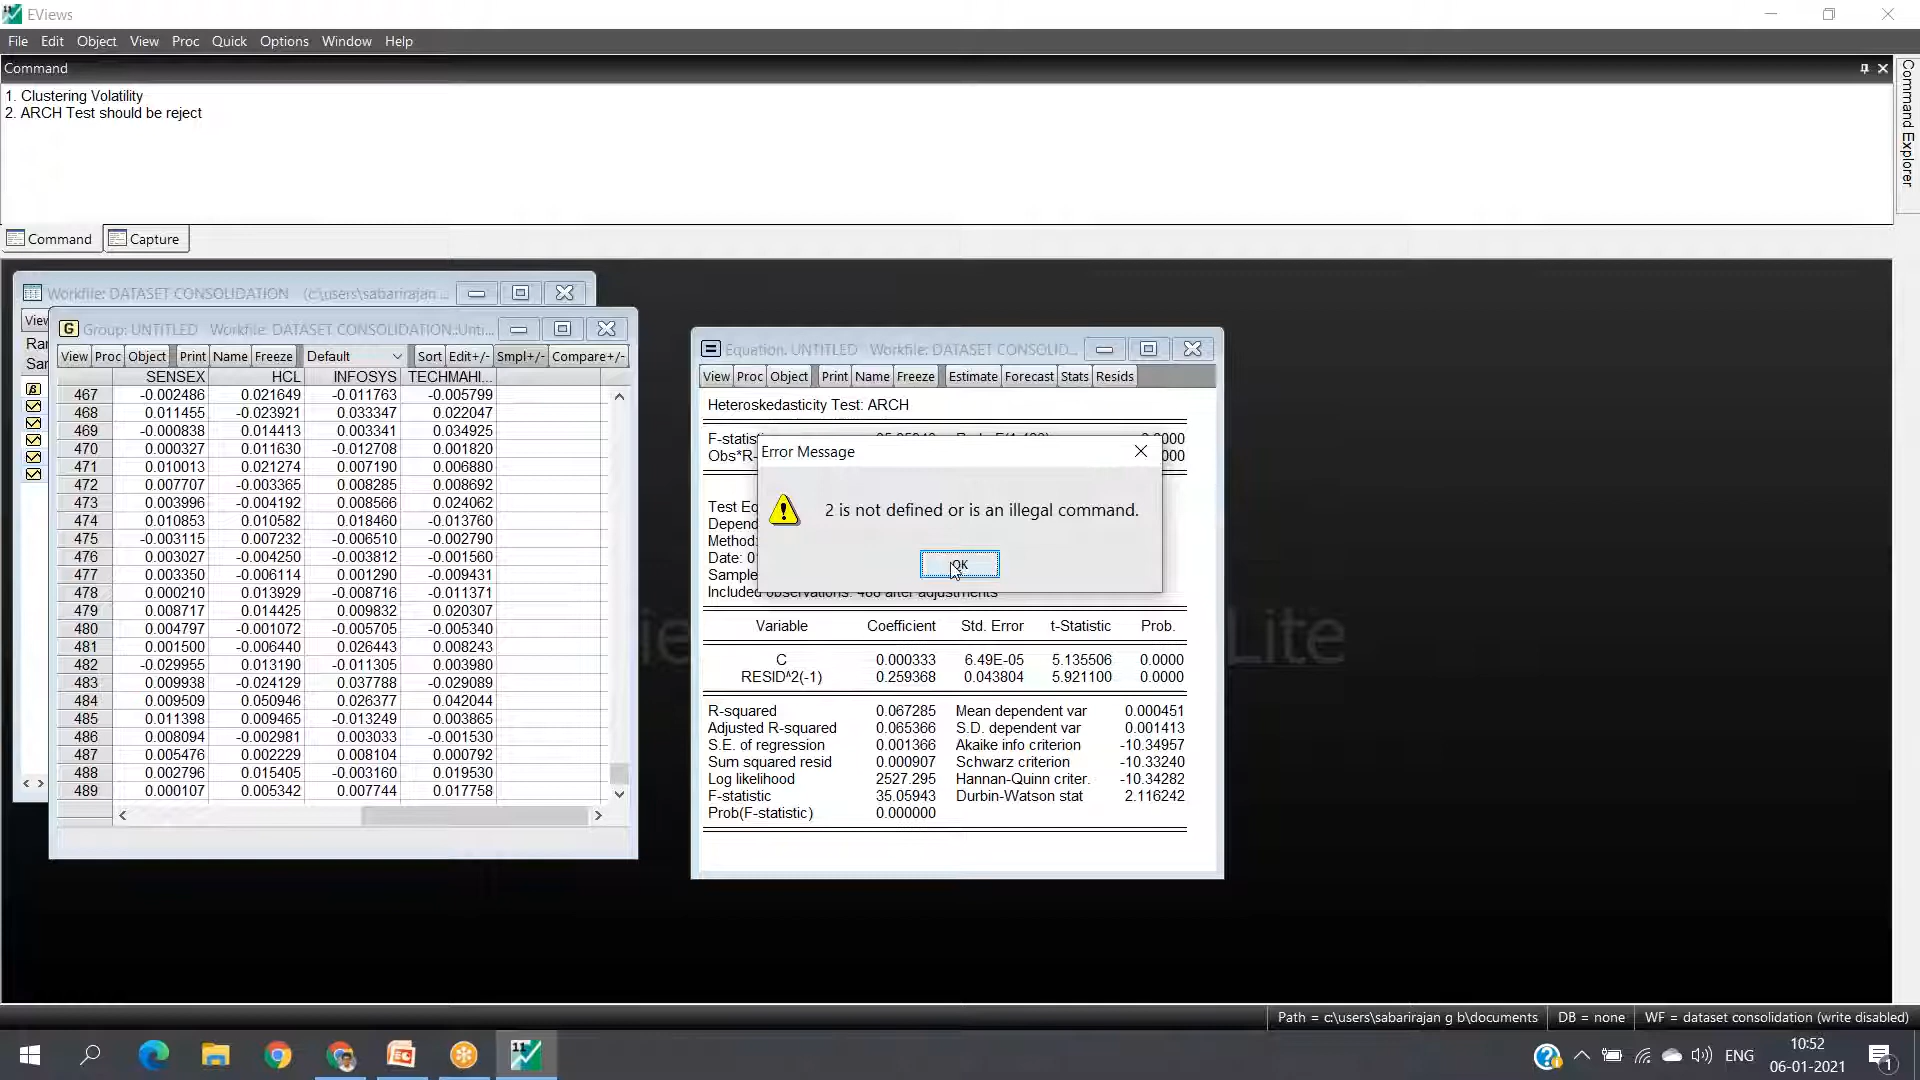 EViews
File Edit Object View Proc Quick Options Window Help
Command
1. Clustering Volatility
2. ARCH Test should be reject
Command Explorer
Command Capture
Workfile: DATASET CONSOLIDATION (c:\users\sabarirajan ...
Group: UNTITLED Workfile: DATASET CONSOLIDATION::Unti...
View Proc Object Print Name Freeze Default Sort Edit+/- Smpl+/- Compare+/-
SENSEX HCL INFOSYS TECHMAHI...
467 -0.002486 0.021649 -0.011763 -0.005799
468 0.011455 -0.023921 0.033347 0.022047
469 -0.000838 0.014413 0.003341 0.034925
470 0.000327 0.011630 -0.012708 0.001820
471 0.010013 0.021274 0.007190 0.006880
472 0.007707 -0.003365 0.008285 0.008692
473 0.003996 -0.004192 0.008566 0.024062
474 0.010853 0.010582 0.018460 -0.013760
475 -0.003115 0.007232 -0.006510 -0.002790
476 0.003027 -0.004250 -0.003812 -0.001560
477 0.003350 -0.006114 0.001290 -0.009431
478 0.000210 0.013929 -0.008716 -0.011371
479 0.008717 0.014425 0.009832 0.020307
480 0.004797 -0.001072 -0.005705 -0.005340
481 0.001500 -0.006440 0.026443 0.008243
482 -0.029955 0.013190 -0.011305 0.003980
483 0.009938 -0.024129 0.037788 -0.029089
484 0.009509 0.050946 0.026377 0.042044
485 0.011398 0.009465 -0.013249 0.003865
486 0.008094 -0.002981 0.003033 -0.001530
487 0.005476 0.002229 0.008104 0.000792
488 0.002796 0.015405 -0.003160 0.019530
489 0.000107 0.005342 0.007744 0.017758
Equation: UNTITLED Workfile: DATASET CONSOLID...
View Proc Object Print Name Freeze Estimate Forecast Stats Resids
Heteroskedasticity Test: ARCH
Error Message
2 is not defined or is an illegal command.
OK
Method:
Sample
Included observations: 488 after adjustments
Variable Coefficient Std. Error t-Statistic Prob.
C 0.000333 6.49E-05 5.135506 0.0000
RESID^2(-1) 0.259368 0.043804 5.921100 0.0000
R-squared 0.067285 Mean dependent var 0.000451
Adjusted R-squared 0.065366 S.D. dependent var 0.001413
S.E. of regression 0.001366 Akaike info criterion -10.34957
Sum squared resid 0.000907 Schwarz criterion -10.33240
Log likelihood 2527.295 Hannan-Quinn criter. -10.34282
F-statistic 35.05943 Durbin-Watson stat 2.116242
Prob(F-statistic) 0.000000
Lite
Path = c:\users\sabarirajan g b\documents DB = none WF = dataset consolidation (write disabled)
ENG
10:52
06-01-2021
1